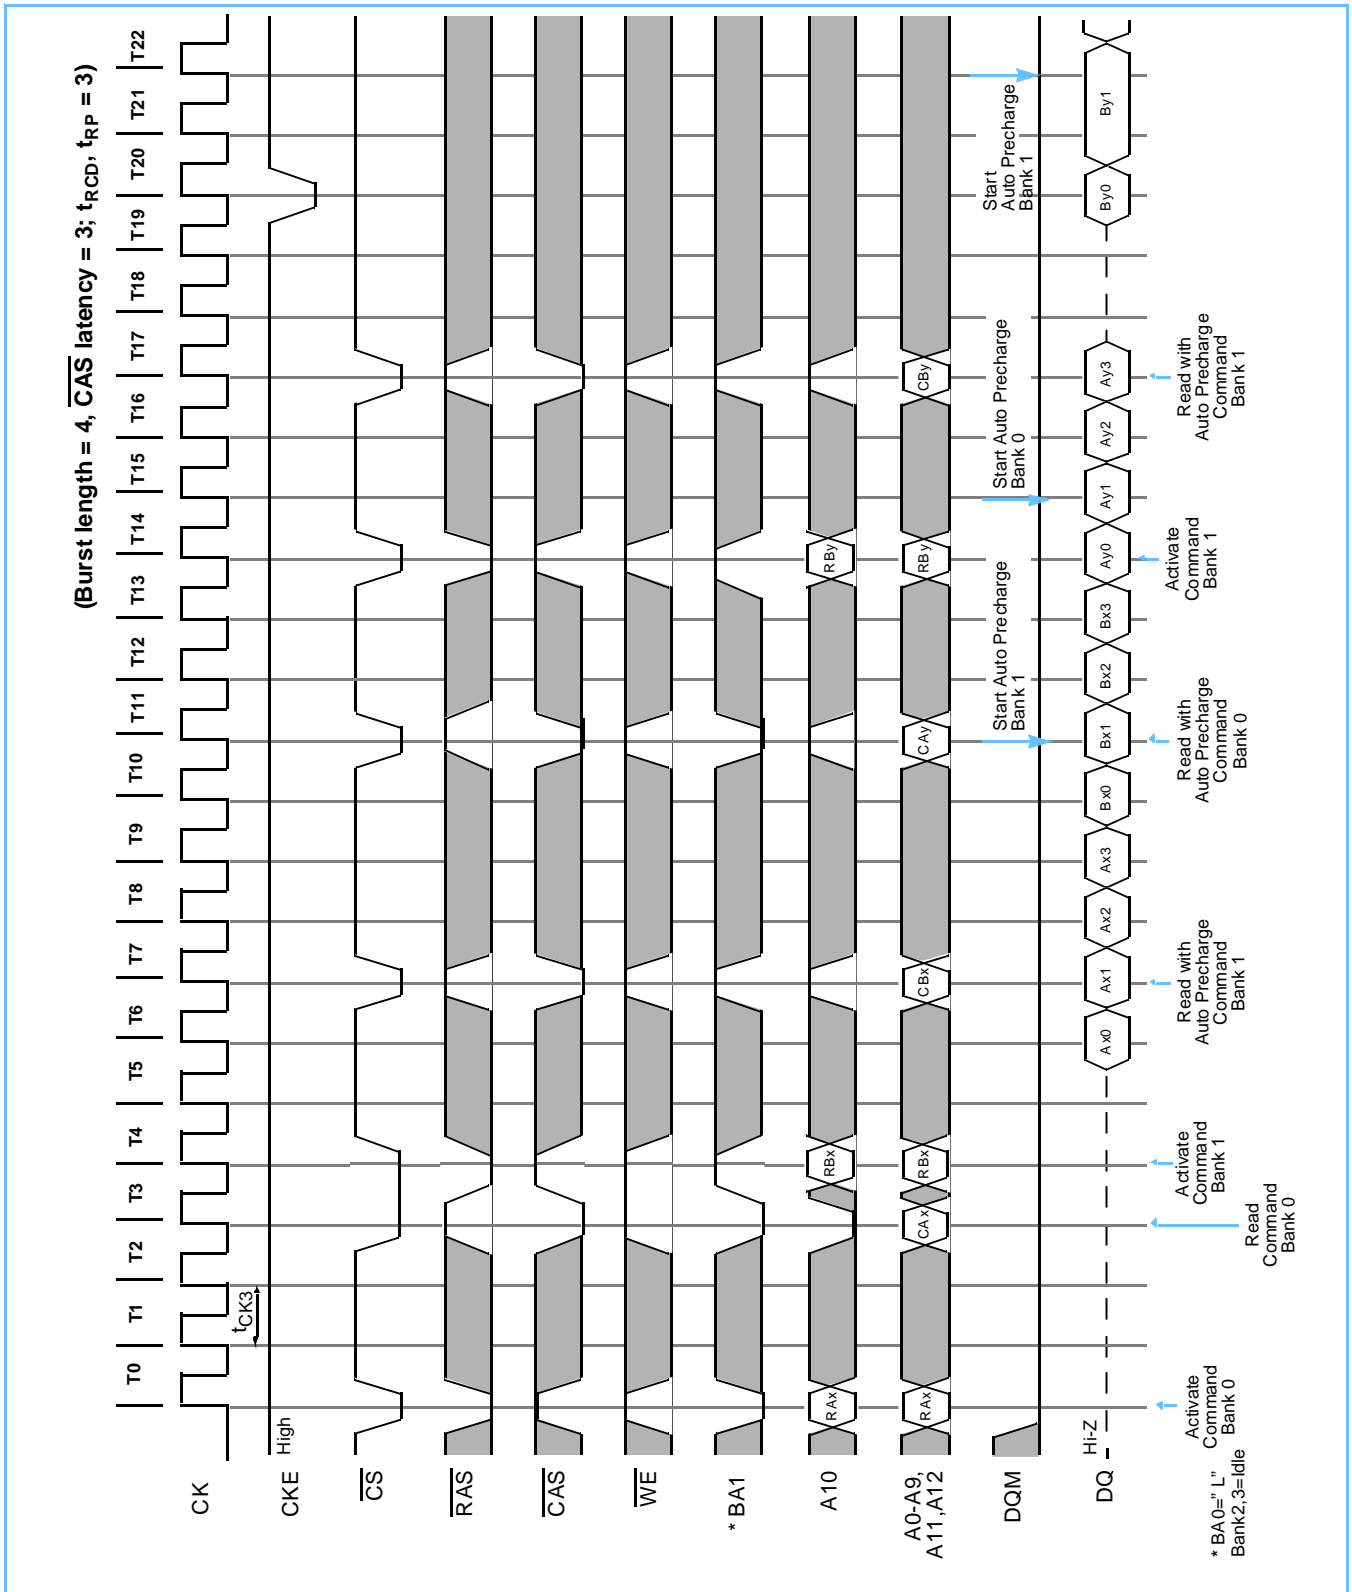 (Burst length = 4, CAS latency = 3; tRCD, tRP = 3)
T0 T1 T2 T3 T4 T5 T6 T7 T8 T9 T10 T11 T12 T13 T14 T15 T16 T17 T18 T19 T20 T21 T22
CK
tCK3
CKE
High
CS
RAS
CAS
WE
* BA1
A10
RAx RBx RBy
A0-A9,
A11,A12
RAx CAx RBx CBx CAy RBy CBy
DQM
Start Auto Precharge
Bank 1
Start Auto Precharge
Bank 0
Start
Auto Precharge
Bank 1
DQ
Hi-Z
Ax0 Ax1 Ax2 Ax3 Bx0 Bx1 Bx2 Bx3 Ay0 Ay1 Ay2 Ay3 By0 By1
Activate
Command
Bank 0
Read
Command
Bank 0
Activate
Command
Bank 1
Read with
Auto Precharge
Command
Bank 1
Read with
Auto Precharge
Command
Bank 0
Activate
Command
Bank 1
Read with
Auto Precharge
Command
Bank 1
* BA0=” L”
Bank2,3=Idle